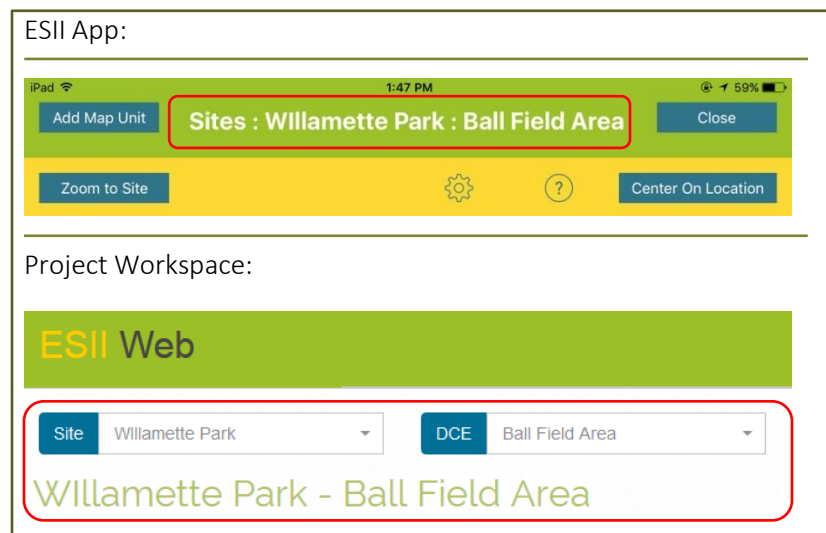 ESII App:
iPad 1:47 PM 59%
Add Map Unit Sites : WIllamette Park : Ball Field Area Close
Zoom to Site ? Center On Location
Project Workspace:
ESII Web
Site WIllamette Park DCE Ball Field Area
WIllamette Park - Ball Field Area